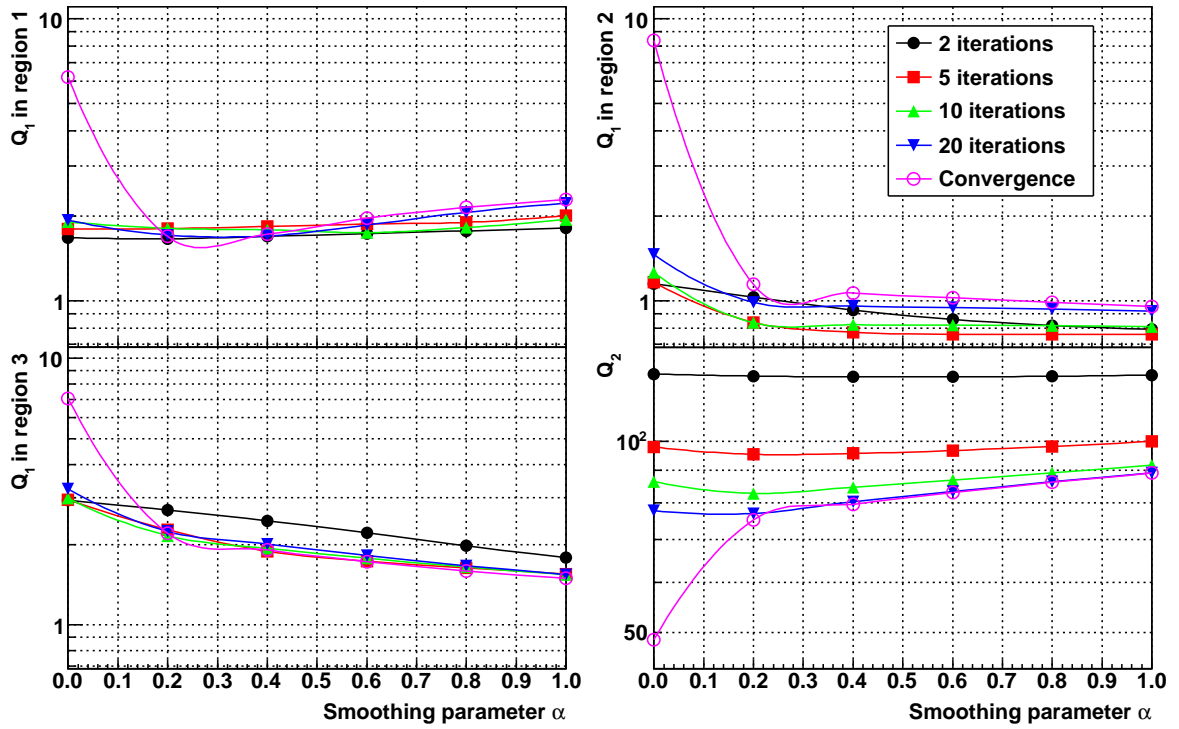 Q1 in region 1
10
1
Q1 in region 2
10
1
2 iterations
5 iterations
10 iterations
20 iterations
Convergence
Q1 in region 3
10
1
0.0 0.1 0.2 0.3 0.4 0.5 0.6 0.7 0.8 0.9 1.0
Smoothing parameter α
Q2
10²
50
0.0 0.1 0.2 0.3 0.4 0.5 0.6 0.7 0.8 0.9 1.0
Smoothing parameter α